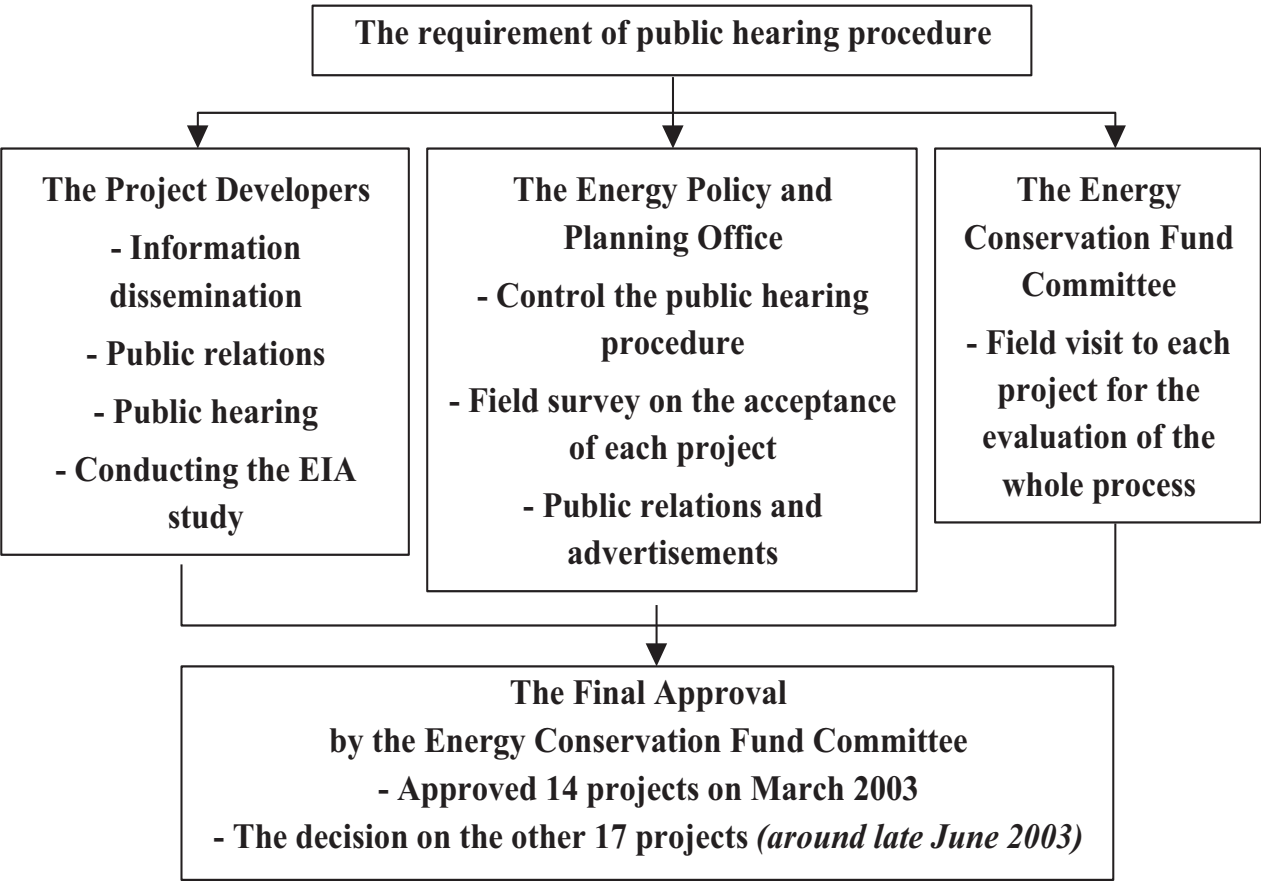 The requirement of public hearing procedure
The Project Developers
- Information
dissemination
- Public relations
- Public hearing
- Conducting the EIA
study
The Energy Policy and
Planning Office
- Control the public hearing
procedure
- Field survey on the acceptance
of each project
- Public relations and
advertisements
The Energy
Conservation Fund
Committee
- Field visit to each
project for the
evaluation of the
whole process
The Final Approval
by the Energy Conservation Fund Committee
- Approved 14 projects on March 2003
- The decision on the other 17 projects (around late June 2003)